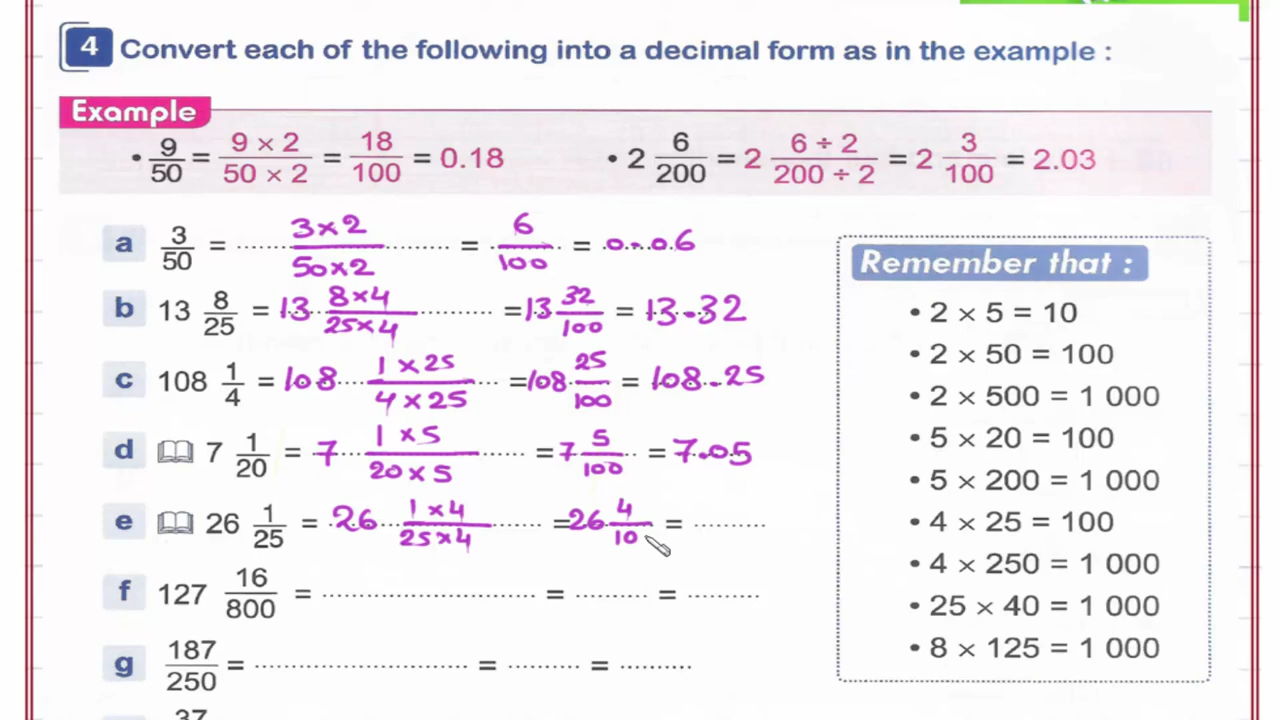 4 Convert each of the following into a decimal form as in the example :
Example
• 9/50 = 9 × 2/50 × 2 = 18/100 = 0.18 • 2 6/200 = 2 6 ÷ 2/200 ÷ 2 = 2 3/100 = 2.03
a 3/50 = 3×2/50×2 = 6/100 = 0.06
b 13 8/25 = 13 8×4/25×4 = 13 32/100 = 13.32
c 108 1/4 = 108 1×25/4×25 = 108 25/100 = 108.25
d 7 1/20 = 7 1×5/20×5 = 7 5/100 = 7.05
e 26 1/25 = 26 1×4/25×4 = 26 4/10 = ..........
f 127 16/800 = .............................. = .......... = ..........
g 187/250 = .............................. = .......... = ..........
37
Remember that :
• 2 × 5 = 10
• 2 × 50 = 100
• 2 × 500 = 1 000
• 5 × 20 = 100
• 5 × 200 = 1 000
• 4 × 25 = 100
• 4 × 250 = 1 000
• 25 × 40 = 1 000
• 8 × 125 = 1 000